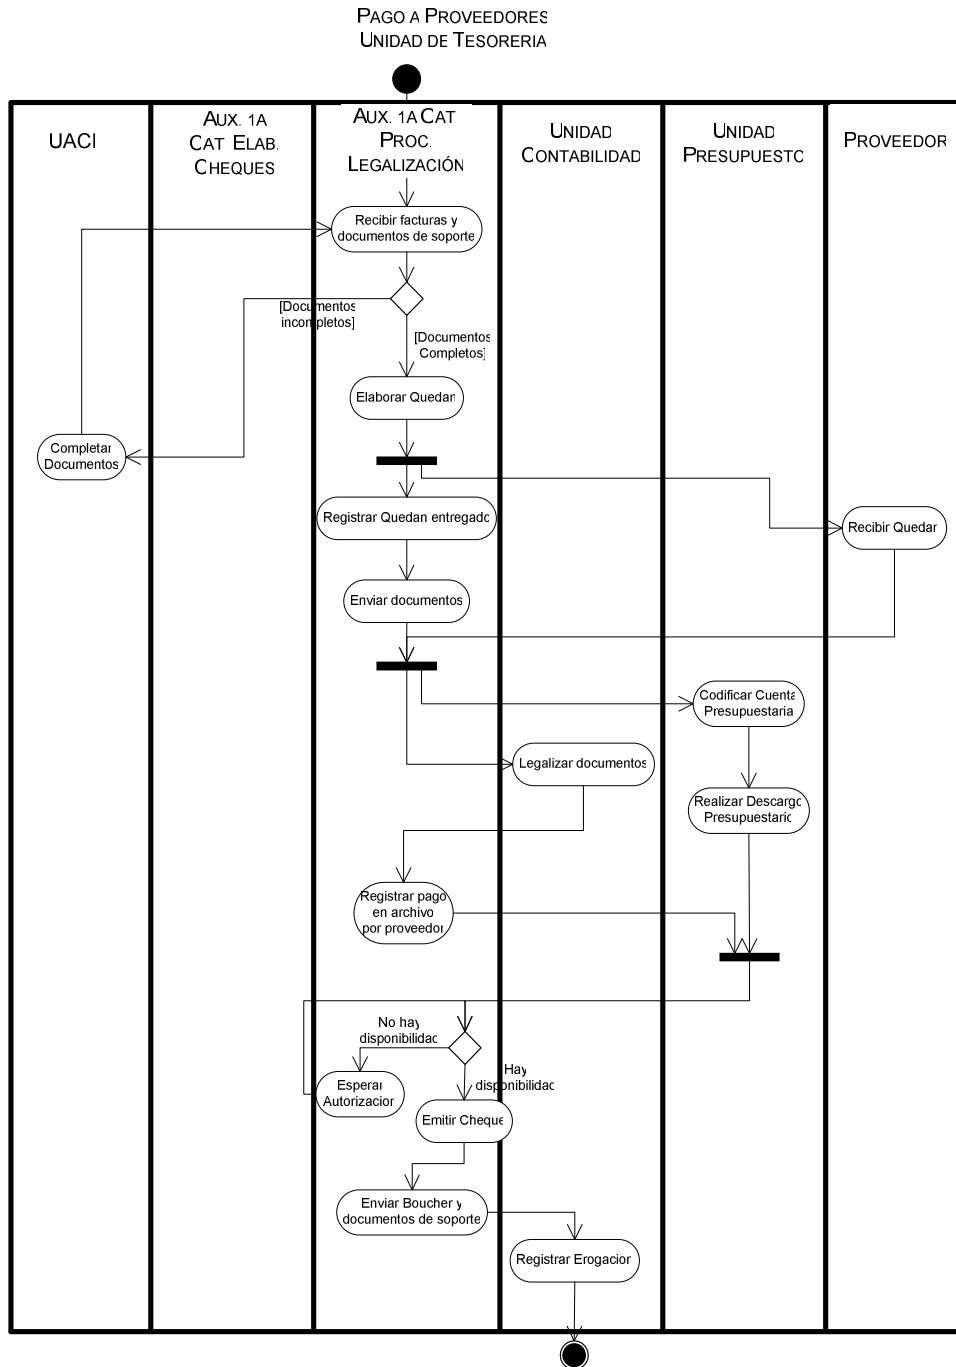 PAGO A PROVEEDORES
UNIDAD DE TESORERIA
UACI
AUX. 1A
CAT ELAB.
CHEQUES
AUX. 1A CAT
PROC.
LEGALIZACIÓN
UNIDAD
CONTABILIDAD
UNIDAD
PRESUPUESTO
PROVEEDOR
Recibir facturas y
documentos de soporte
[Documentos
incompletos]
[Documentos
Completos]
Elaborar Quedan
Completar
Documentos
Registrar Quedan entregado
Recibir Quedan
Enviar documentos
Codificar Cuenta
Presupuestaria
Legalizar documentos
Realizar Descargo
Presupuestario
Registrar pago
en archivo
por proveedor
No hay
disponibilidad
Hay
disponibilidad
Esperar
Autorizacion
Emitir Cheque
Enviar Boucher y
documentos de soporte
Registrar Erogacion